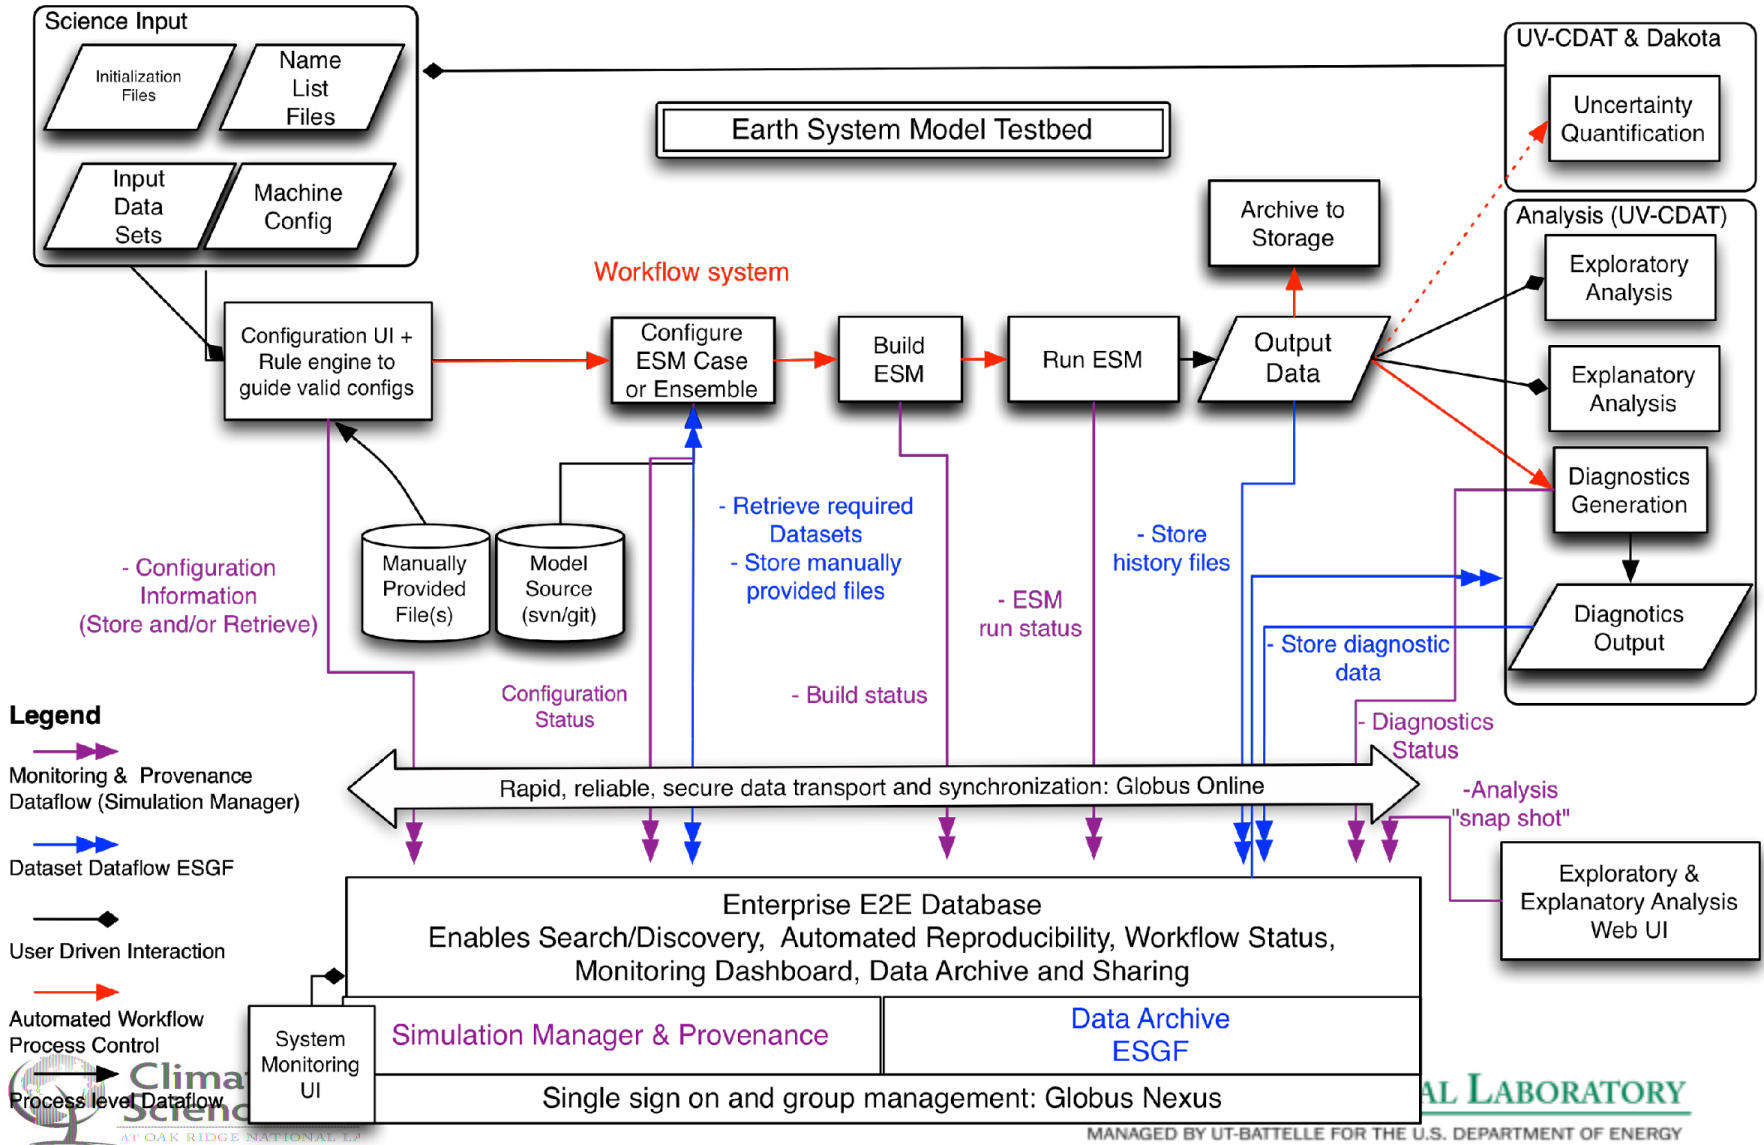 Science Input
Initialization
Files
Name
List
Files
Input
Data
Sets
Machine
Config
UV-CDAT & Dakota
Uncertainty
Quantification
Earth System Model Testbed
Archive to
Storage
Analysis (UV-CDAT)
Exploratory
Analysis
Explanatory
Analysis
Diagnostics
Generation
Diagnotics
Output
Workflow system
Configuration UI +
Rule engine to
guide valid configs
Configure
ESM Case
or Ensemble
Build
ESM
Run ESM
Output
Data
Manually
Provided
File(s)
Model
Source
(svn/git)
- Configuration
Information
(Store and/or Retrieve)
- Retrieve required
Datasets
- Store manually
provided files
- Store
history files
- ESM
run status
- Store diagnostic
data
Configuration
Status
- Build status
- Diagnostics
Status
-Analysis
"snap shot"
Rapid, reliable, secure data transport and synchronization: Globus Online
Legend
Monitoring & Provenance
Dataflow (Simulation Manager)
Dataset Dataflow ESGF
User Driven Interaction
Automated Workflow
Process Control
Process level Dataflow
Exploratory &
Explanatory Analysis
Web UI
Enterprise E2E Database
Enables Search/Discovery, Automated Reproducibility, Workflow Status,
Monitoring Dashboard, Data Archive and Sharing
System
Monitoring
UI
Simulation Manager & Provenance
Data Archive
ESGF
Single sign on and group management: Globus Nexus
AT OAK RIDGE NATIONAL
LABORATORY
MANAGED BY UT-BATTELLE FOR THE U.S. DEPARTMENT OF ENERGY